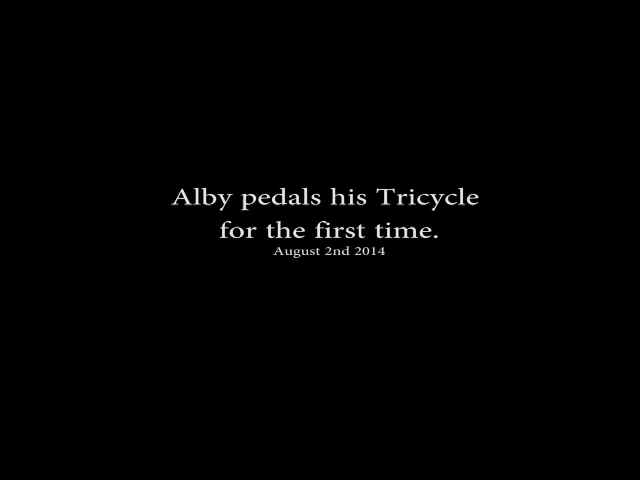 Alby pedals his Tricycle
for the first time.
August 2nd 2014